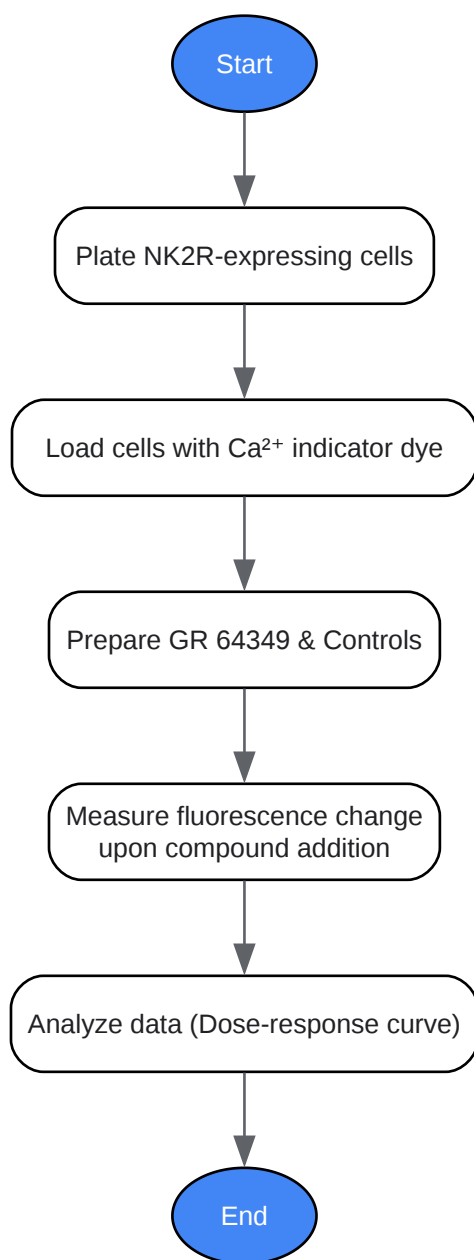 Start
Plate NK2R-expressing cells
Load cells with Ca²⁺ indicator dye
Prepare GR 64349 & Controls
Measure fluorescence change
upon compound addition
Analyze data (Dose-response curve)
End